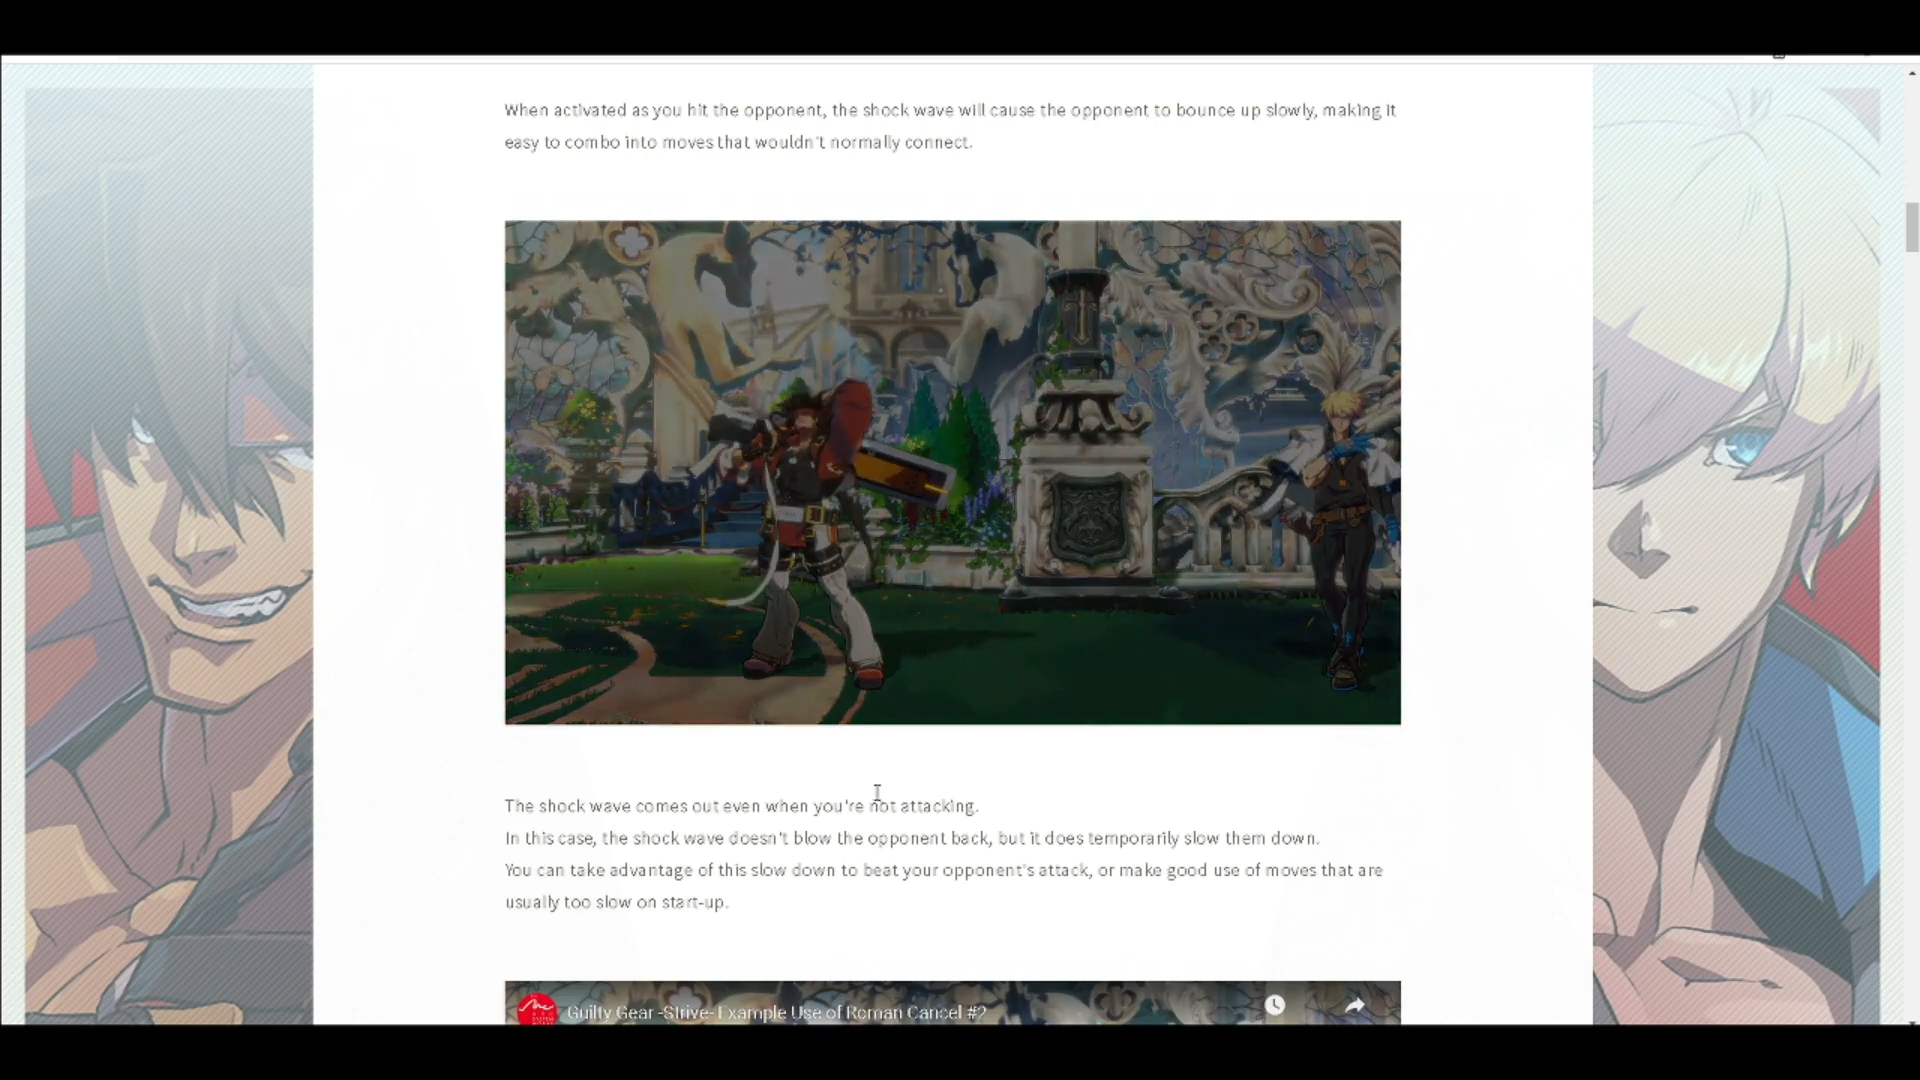 When activated as you hit the opponent, the shock wave will cause the opponent to bounce up slowly, making it
easy to combo into moves that wouldn't normally connect.
The shock wave comes out even when you're not attacking.
In this case, the shock wave doesn't blow the opponent back, but it does temporarily slow them down.
You can take advantage of this slow down to beat your opponent's attack, or make good use of moves that are
usually too slow on start-up.
Guilty Gear -Strive- Example Use of Roman Cancel #2